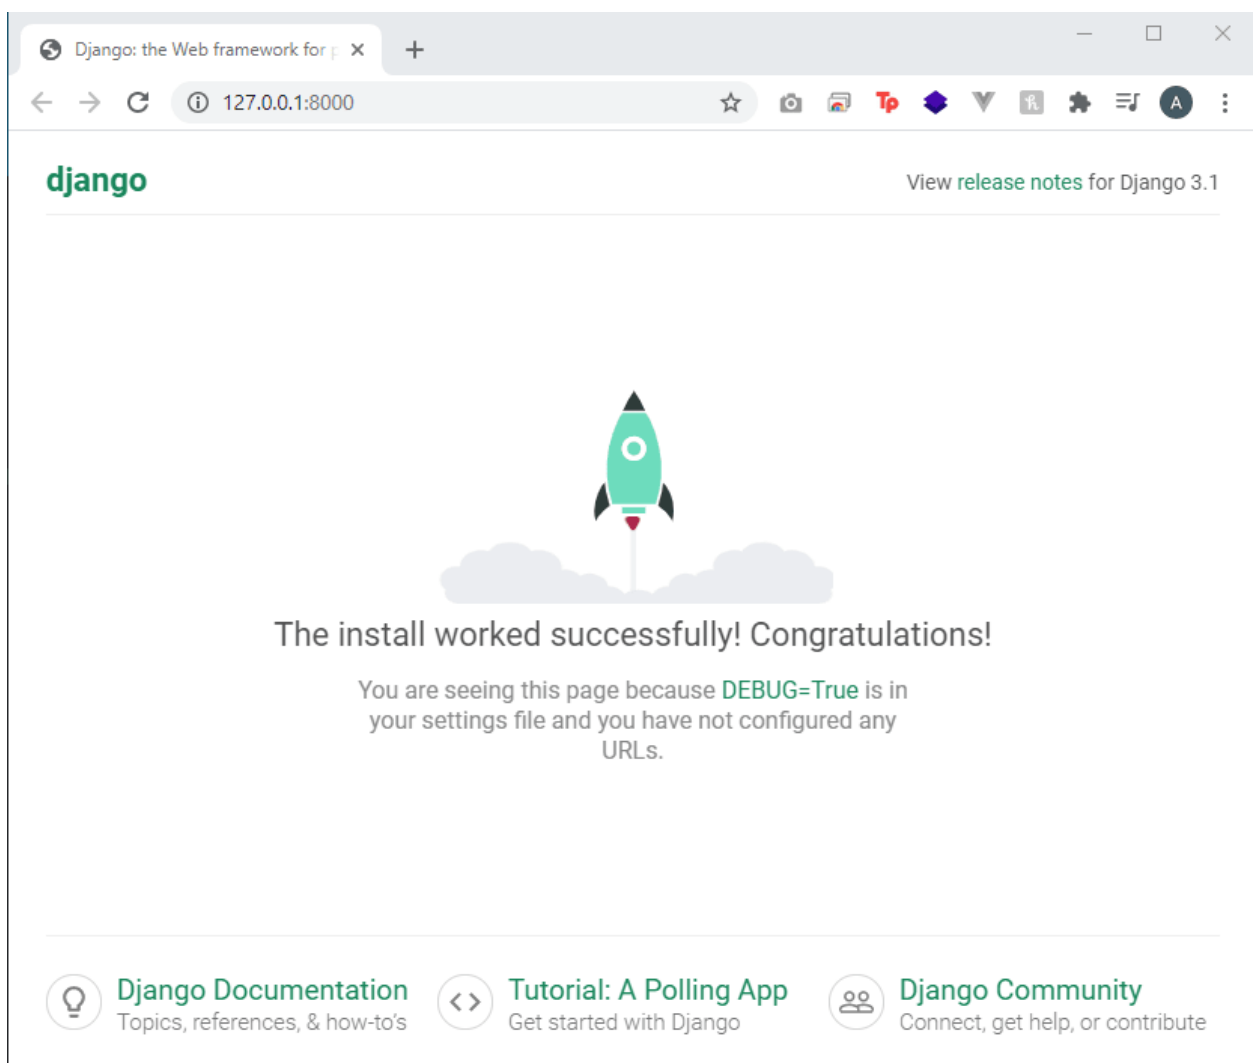 Django: the Web framework for p
127.0.0.1:8000
Tp
A
django
View release notes for Django 3.1
The install worked successfully! Congratulations!
You are seeing this page because DEBUG=True is in
your settings file and you have not configured any
URLs.
Django Documentation
Topics, references, & how-to’s
Tutorial: A Polling App
Get started with Django
Django Community
Connect, get help, or contribute